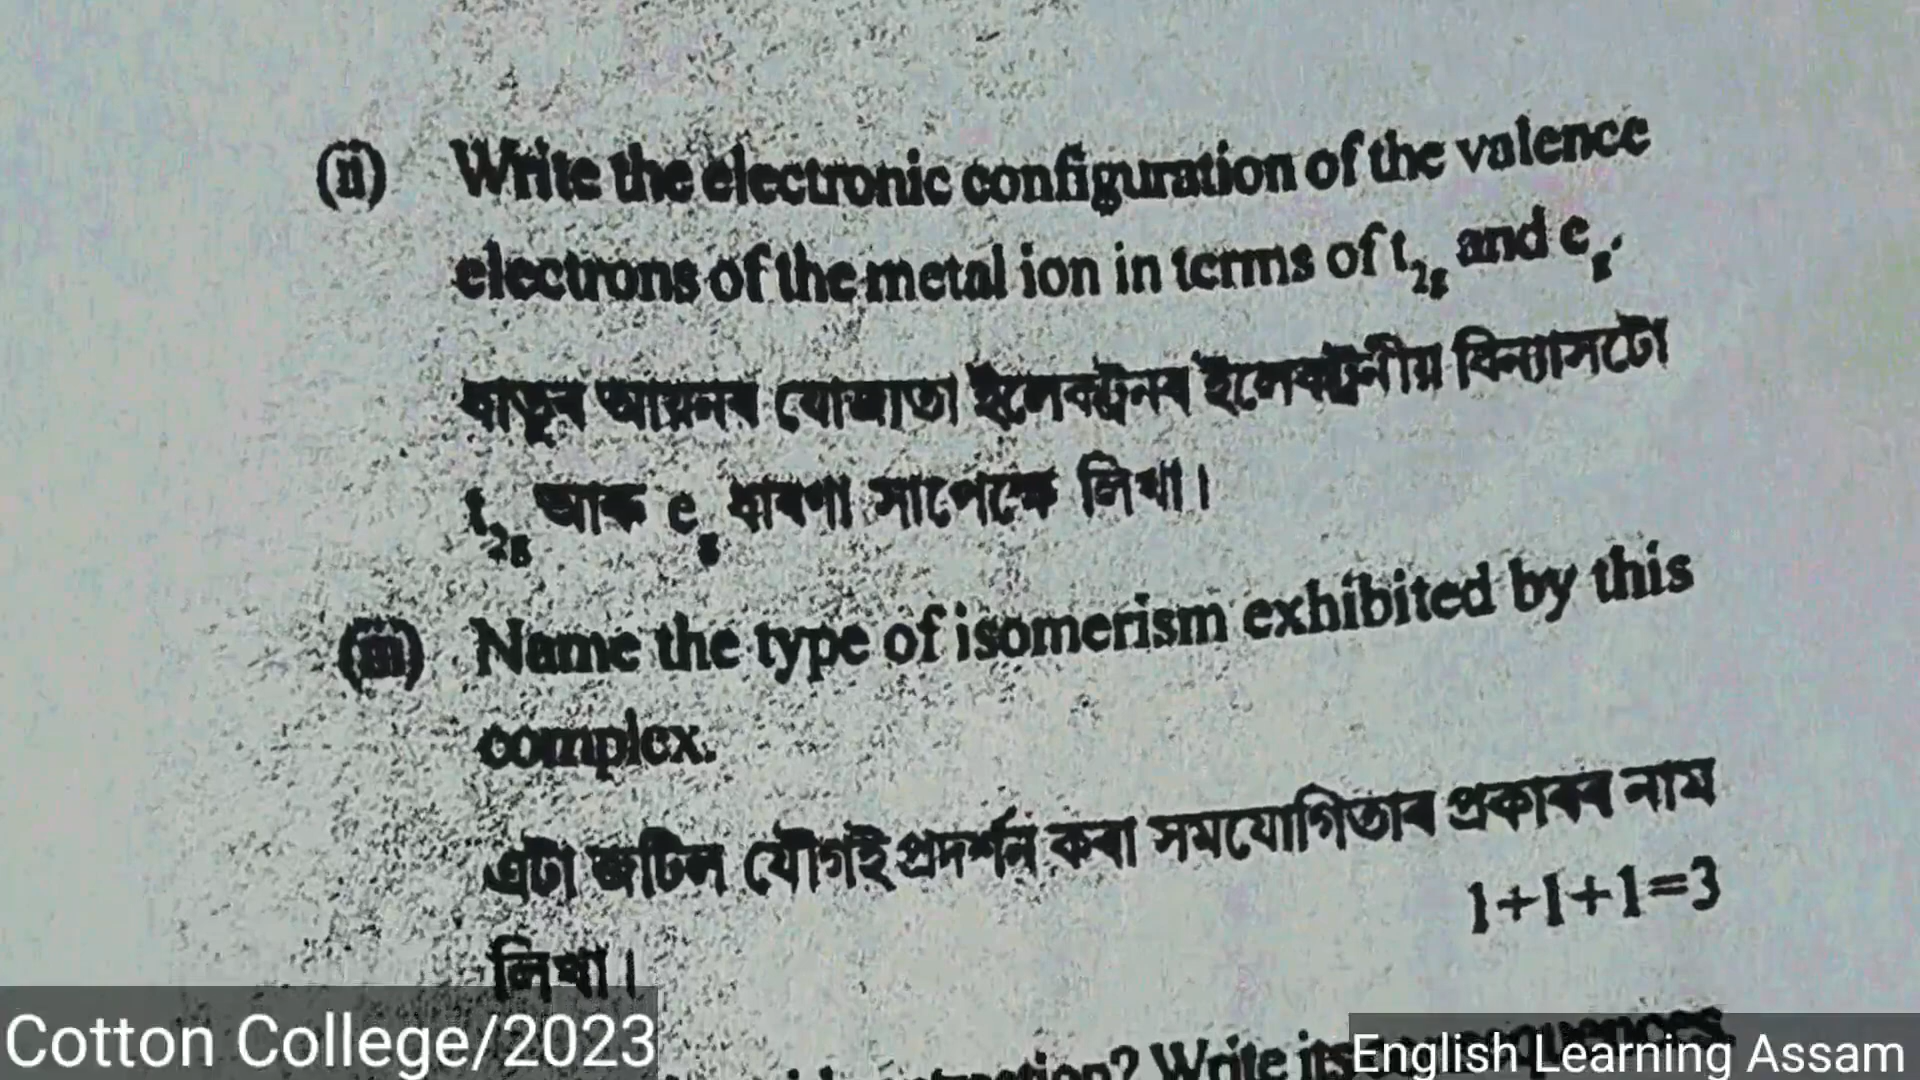 (ii) Write the electronic configuration of the valence
electrons of the metal ion in terms of t2g and eg.
ধাতুৰ আয়নৰ যোজ্যতা ইলেকট্ৰনৰ ইলেকট্ৰনীয় বিন্যাসটো
t2g আৰু eg ধাৰণা সাপেক্ষে লিখা।
(iii) Name the type of isomerism exhibited by this
complex.
এটা জটিল যৌগই প্ৰদৰ্শন কৰা সমযোগিতাৰ প্ৰকাৰৰ নাম
লিখা।
1+1+1=3
? Write its consequences.
Cotton College/2023
English Learning Assam